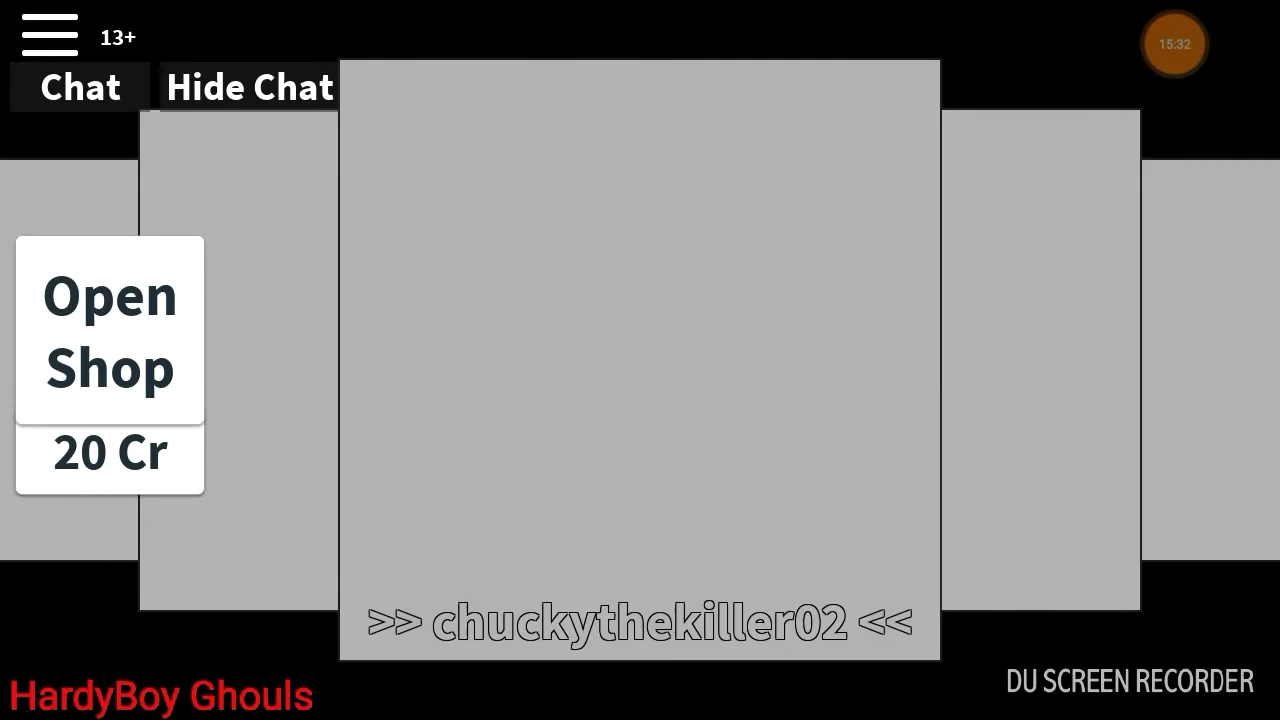 13+
15:32
Chat
Hide Chat
Open
Shop
20 Cr
>> chuckythekiller02 <<
DU SCREEN RECORDER
HardyBoy Ghouls